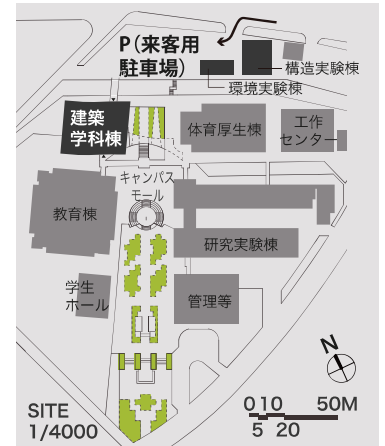 P(来客用
駐車場)
構造実験棟
環境実験棟
建築
学科棟
体育厚生棟
工作
センター
キャンパス
モール
教育棟
研究実験棟
学生
ホール
管理等
N
SITE
1/4000
0 10 50M
5 20